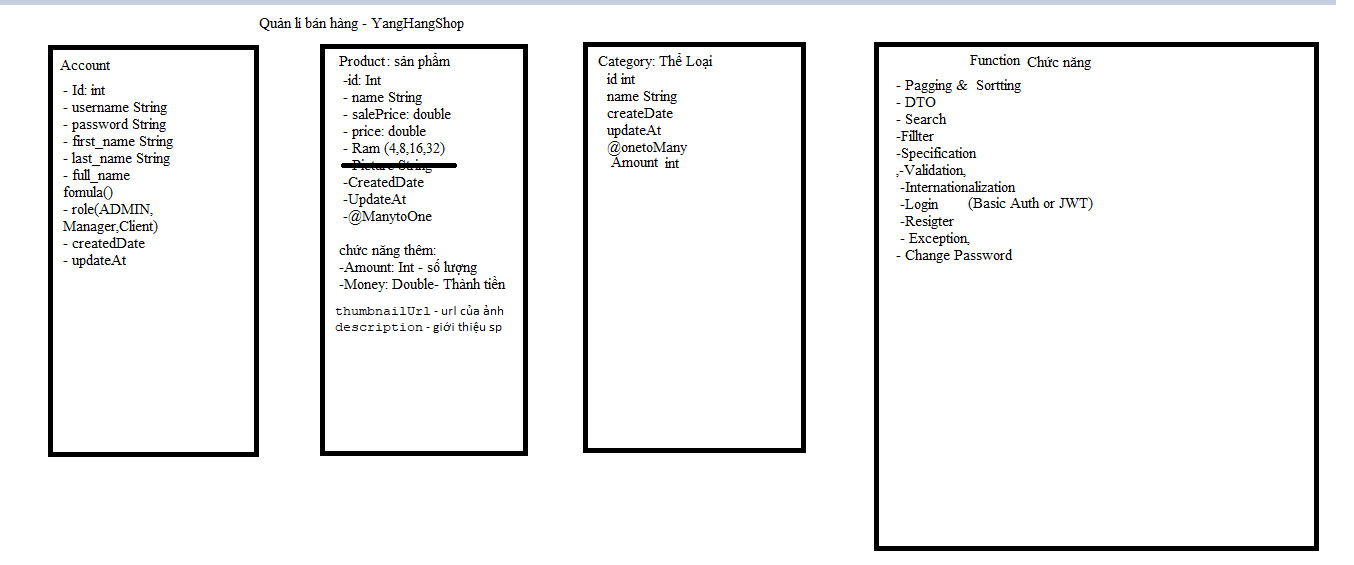 Quản lí bán hàng - YangHangShop
Account
- Id: int
- username String
- password String
- first_name String
- last_name String
- full_name
fomula()
- role(ADMIN,
Manager,Client)
- createdDate
- updateAt
Product: sản phẩm
-id: Int
- name String
- salePrice: double
- price: double
- Ram (4,8,16,32)
- Picture String
-CreatedDate
-UpdateAt
-@ManytoOne
chức năng thêm:
-Amount: Int - số lượng
-Money: Double- Thành tiền
thumbnailUrl - url của ảnh
description - giới thiệu sp
Category: Thể Loại
id int
name String
createDate
updateAt
@onetoMany
Amount int
Function Chức năng
- Pagging & Sortting
- DTO
- Search
-Fillter
-Specification
,-Validation,
-Internationalization
-Login (Basic Auth or JWT)
-Resigter
- Exception,
- Change Password